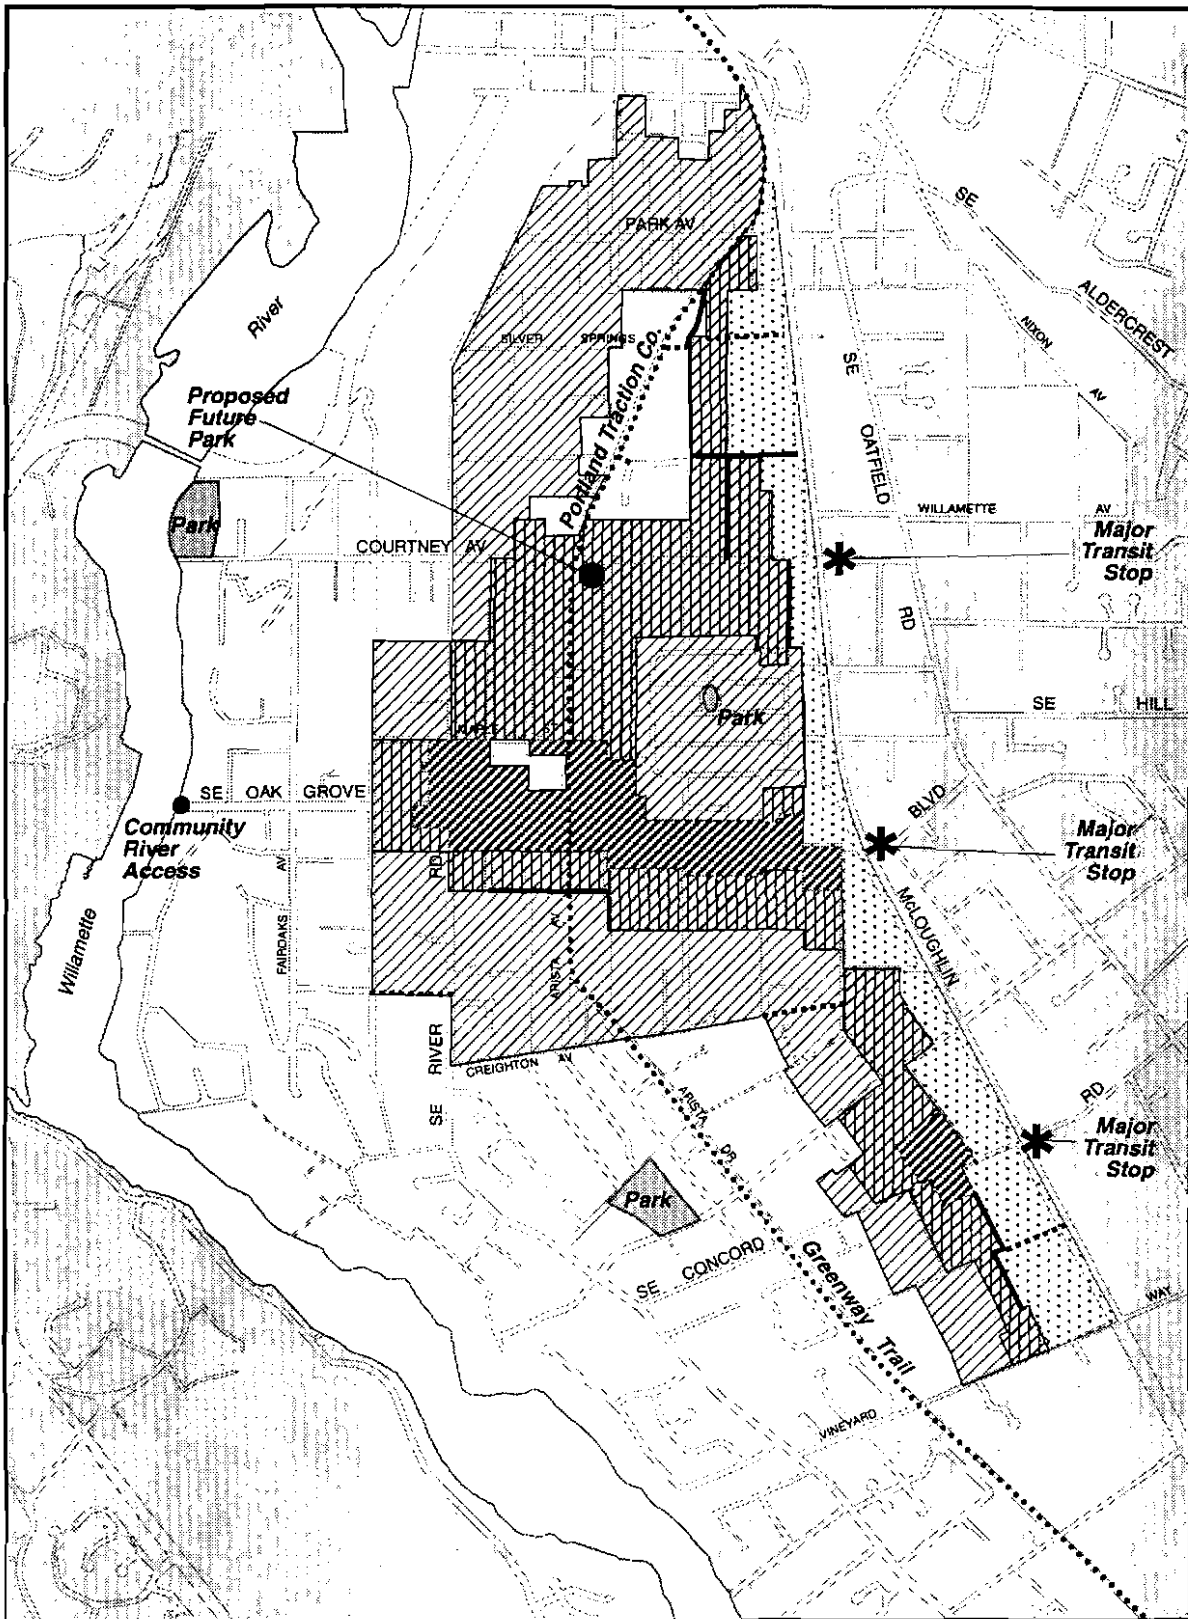 PARK AV
SE
ALDERCREST
NIXON
AV
River
SILVER SPRINGS
Portland Traction Co.
SE
OATFIELD
RD
Proposed
Future
Park
Park
COURTNEY AV
WILLAMETTE AV
Major
Transit
Stop
Park
SE HILL
SE OAK GROVE
BLVD
Community
River
Access
Major
Transit
Stop
RD
AV
FAIROAKS
Willamette
McLOUGHLIN
ARISTA AV
SE RIVER
CREIGHTON AV
ARISTA DR
RD
Major
Transit
Stop
Park
SE CONCORD
Greenway Trail
WAY
VINEYARD